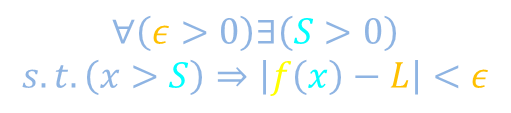 ∀(ϵ > 0)∃(S > 0)
s.t.(x > S) ⇒ |f(x) − L| < ϵ